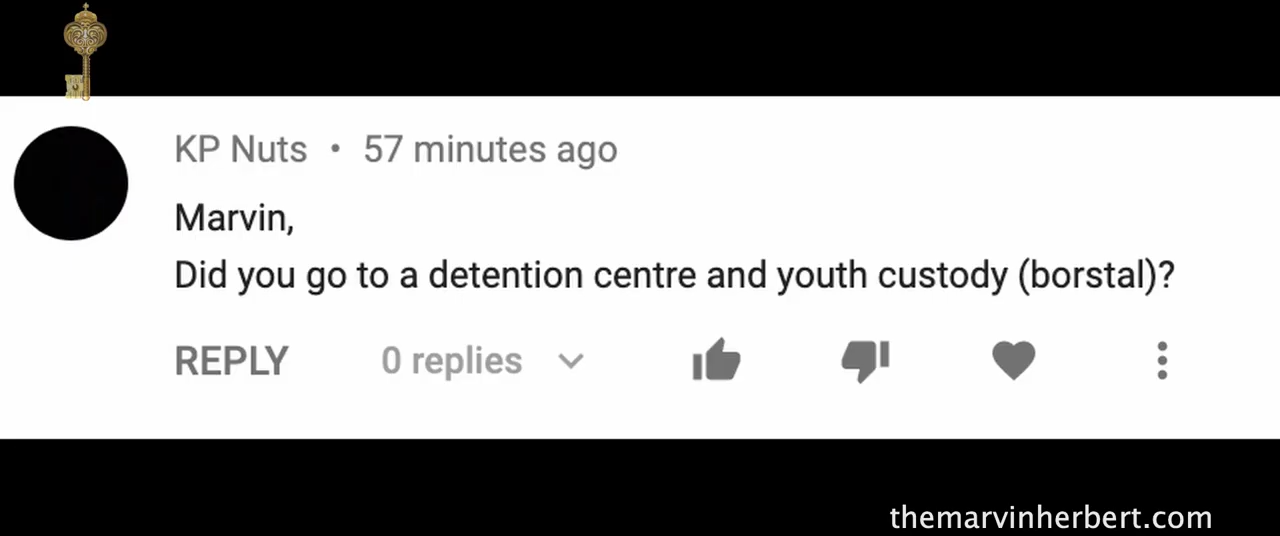 KP Nuts • 57 minutes ago
Marvin,
Did you go to a detention centre and youth custody (borstal)?
REPLY 0 replies
themarvinherbert.com